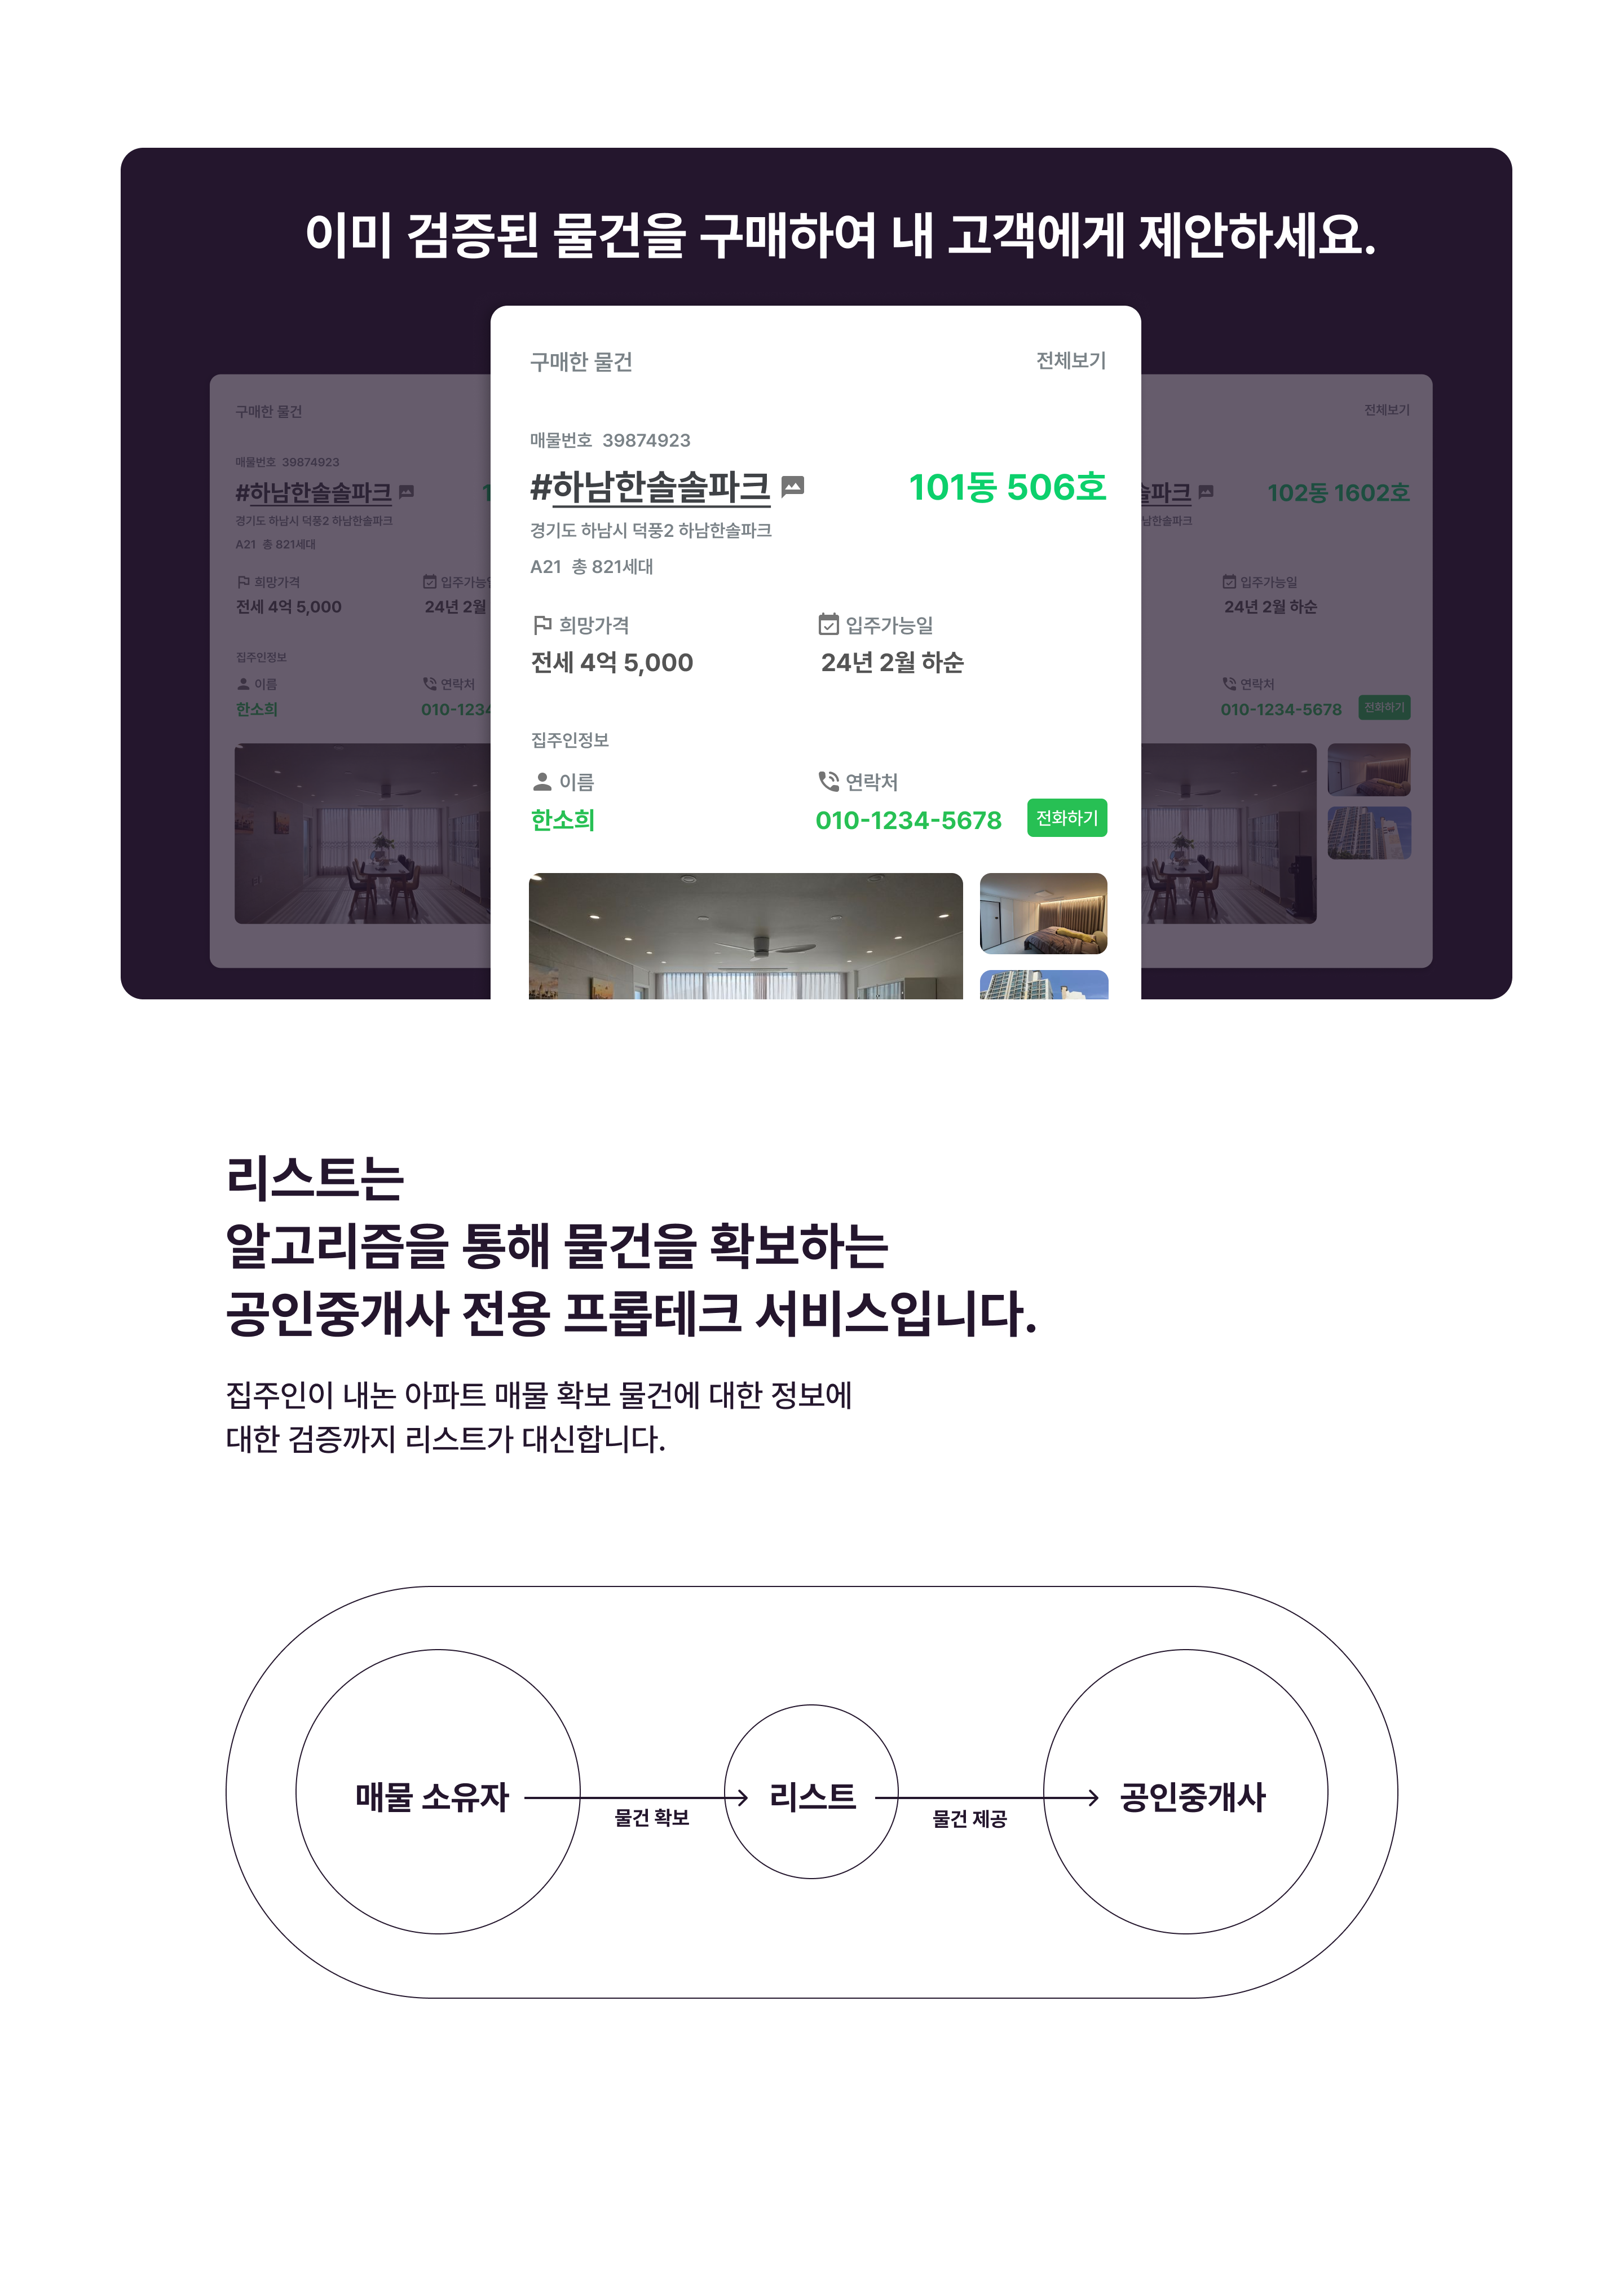 이미 검증된 물건을 구매하여 내 고객에게 제안하세요.
구매한 물건 전체보기
매물번호 39874923
#하남한솔솔파크 101동 506호
경기도 하남시 덕풍2 하남한솔파크
A21 총 821세대
희망가격 입주가능일
전세 4억 5,000 24년 2월 하순
집주인정보
이름 연락처
한소희 010-1234-5678 전화하기
구매한 물건
매물번호 39874923
#하남한솔솔파크 1
경기도 하남시 덕풍2 하남한솔파크
A21 총 821세대
희망가격 입주가능일
전세 4억 5,000 24년 2월
집주인정보
이름 연락처
한소희 010-1234
전체보기
솔파크 102동 1602호
남한솔파크
입주가능일
24년 2월 하순
연락처
010-1234-5678 전화하기
리스트는
알고리즘을 통해 물건을 확보하는
공인중개사 전용 프롭테크 서비스입니다.
집주인이 내논 아파트 매물 확보 물건에 대한 정보에
대한 검증까지 리스트가 대신합니다.
매물 소유자 물건 확보 리스트 물건 제공 공인중개사